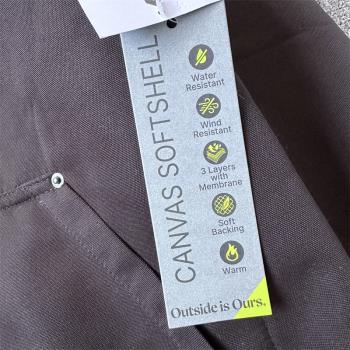 CANVAS SOFTSHELL
Water
Resistant
Wind
Resistant
3 Layers
with
Membrane
Soft
Backing
Warm
Outside is Ours.